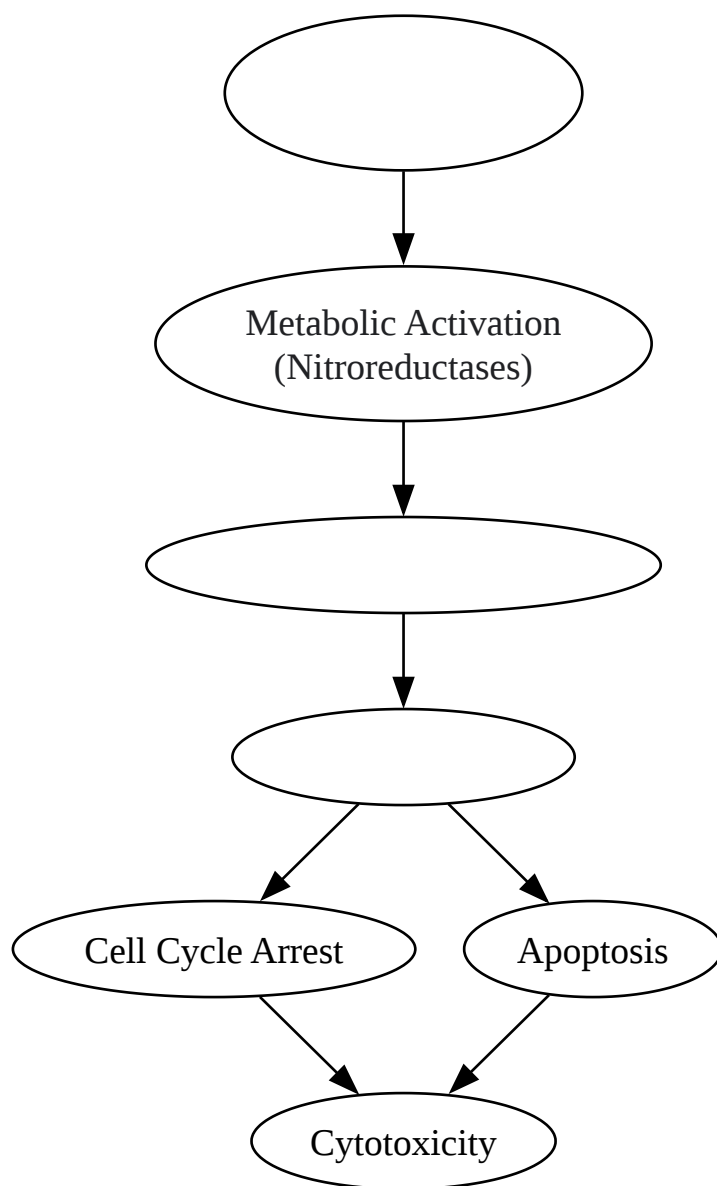 Metabolic Activation
(Nitroreductases)
Cell Cycle Arrest
Apoptosis
Cytotoxicity